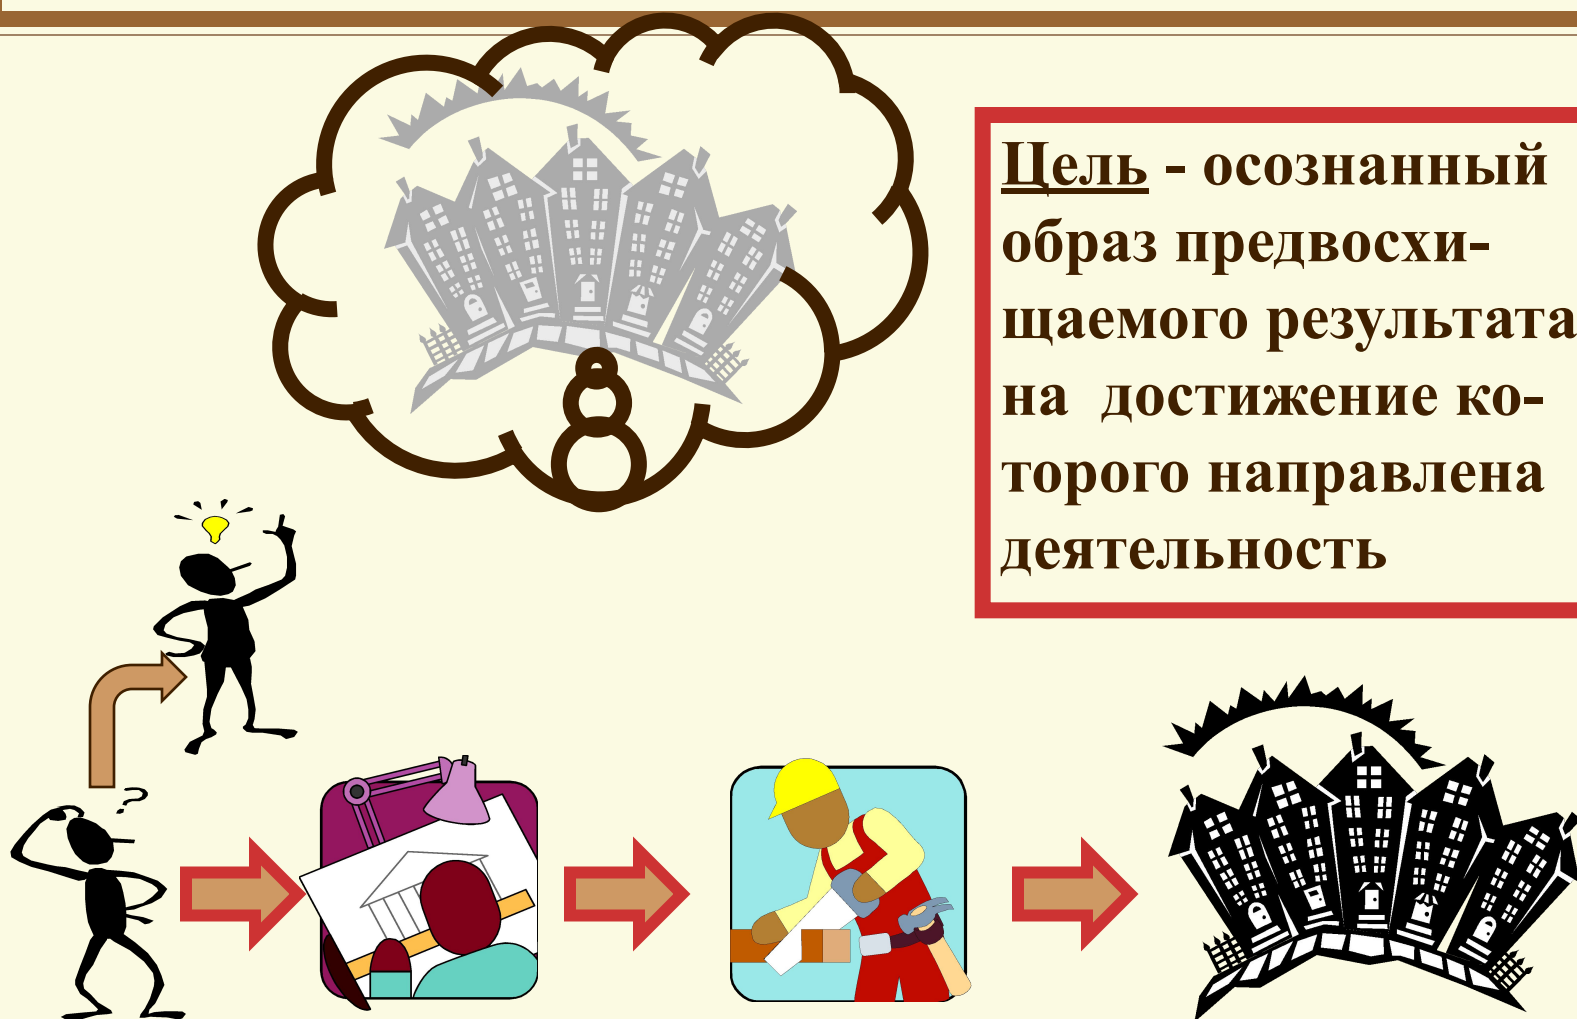 Цель - осознанный
образ предвосхи-
щаемого результата
на достижение ко-
торого направлена
деятельность
?